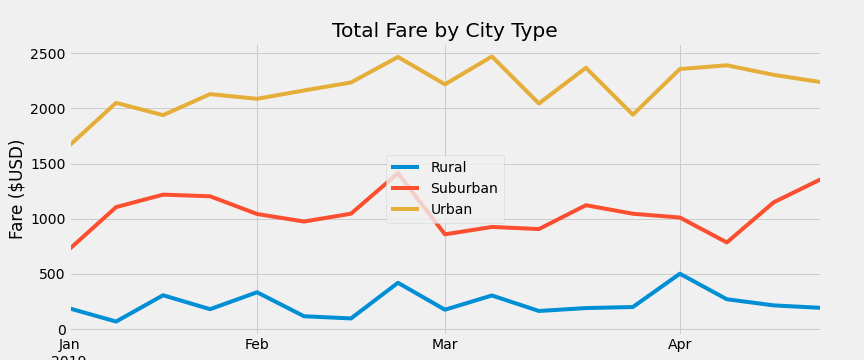 Total Fare by City Type
Fare ($USD)
2500
2000
1500
1000
500
0
Rural
Suburban
Urban
Jan Feb Mar Apr
2019